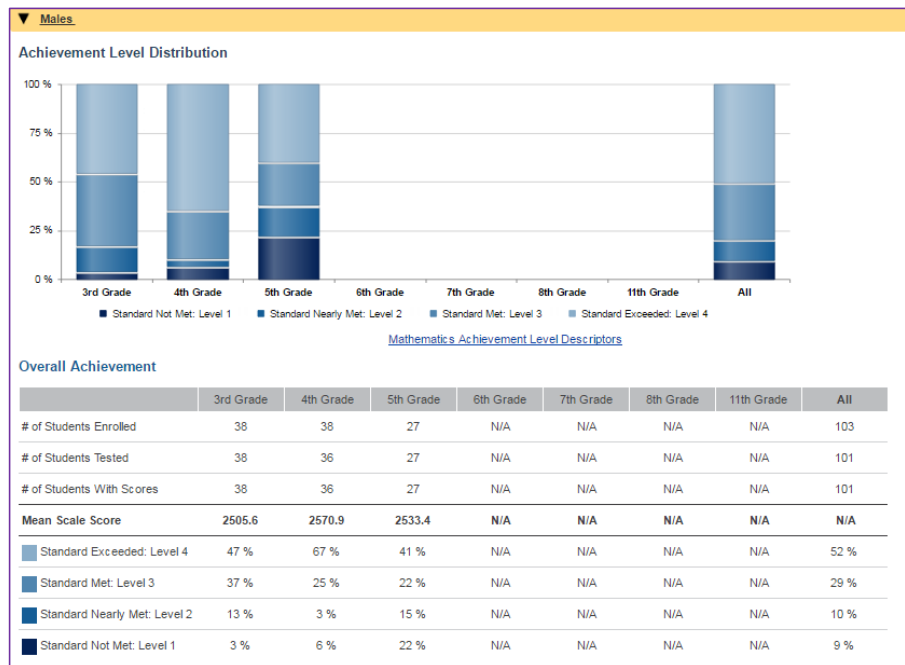 ▼ Males
Achievement Level Distribution
100 %
75 %
50 %
25 %
0 %
3rd Grade 4th Grade 5th Grade 6th Grade 7th Grade 8th Grade 11th Grade All
Standard Not Met: Level 1 Standard Nearly Met: Level 2 Standard Met: Level 3 Standard Exceeded: Level 4
Mathematics Achievement Level Descriptors
Overall Achievement
3rd Grade 4th Grade 5th Grade 6th Grade 7th Grade 8th Grade 11th Grade All
# of Students Enrolled 38 38 27 N/A N/A N/A N/A 103
# of Students Tested 38 36 27 N/A N/A N/A N/A 101
# of Students With Scores 38 36 27 N/A N/A N/A N/A 101
Mean Scale Score 2505.6 2570.9 2533.4 N/A N/A N/A N/A N/A
Standard Exceeded: Level 4 47 % 67 % 41 % N/A N/A N/A N/A 52 %
Standard Met: Level 3 37 % 25 % 22 % N/A N/A N/A N/A 29 %
Standard Nearly Met: Level 2 13 % 3 % 15 % N/A N/A N/A N/A 10 %
Standard Not Met: Level 1 3 % 6 % 22 % N/A N/A N/A N/A 9 %